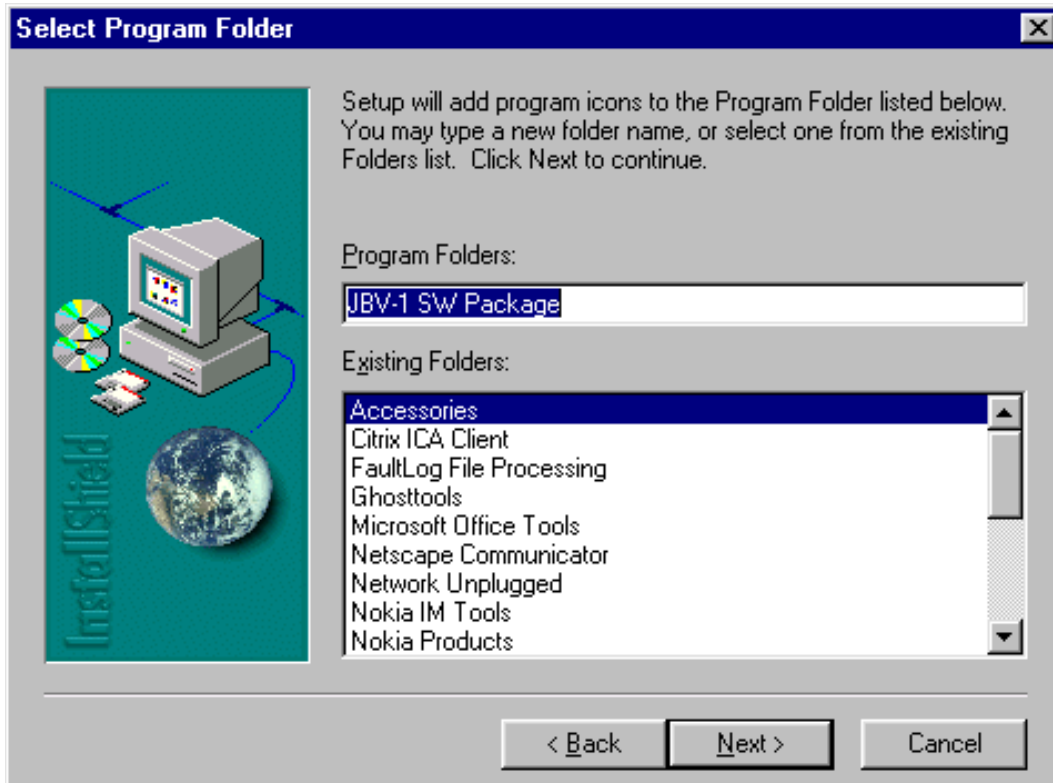 Select Program Folder
InstallShield
Setup will add program icons to the Program Folder listed below.
You may type a new folder name, or select one from the existing
Folders list.  Click Next to continue.
Program Folders:
JBV-1 SW Package
Existing Folders:
Accessories
Citrix ICA Client
FaultLog File Processing
Ghosttools
Microsoft Office Tools
Netscape Communicator
Network Unplugged
Nokia IM Tools
Nokia Products
< Back
Next >
Cancel